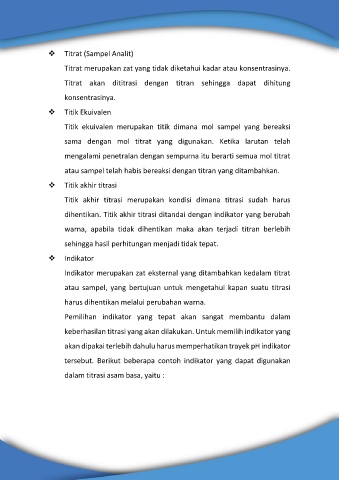 ❖ Titrat (Sampel Analit)
Titrat merupakan zat yang tidak diketahui kadar atau konsentrasinya.
Titrat akan dititrasi dengan titran sehingga dapat dihitung
konsentrasinya.
❖ Titik Ekuivalen
Titik ekuivalen merupakan titik dimana mol sampel yang bereaksi
sama dengan mol titrat yang digunakan. Ketika larutan telah
mengalami penetralan dengan sempurna itu berarti semua mol titrat
atau sampel telah habis bereaksi dengan titran yang ditambahkan.
❖ Titik akhir titrasi
Titik akhir titrasi merupakan kondisi dimana titrasi sudah harus
dihentikan. Titik akhir titrasi ditandai dengan indikator yang berubah
warna, apabila tidak dihentikan maka akan terjadi titran berlebih
sehingga hasil perhitungan menjadi tidak tepat.
❖ Indikator
Indikator merupakan zat eksternal yang ditambahkan kedalam titrat
atau sampel, yang bertujuan untuk mengetahui kapan suatu titrasi
harus dihentikan melalui perubahan warna.
Pemilihan indikator yang tepat akan sangat membantu dalam
keberhasilan titrasi yang akan dilakukan. Untuk memilih indikator yang
akan dipakai terlebih dahulu harus memperhatikan trayek pH indikator
tersebut. Berikut beberapa contoh indikator yang dapat digunakan
dalam titrasi asam basa, yaitu :